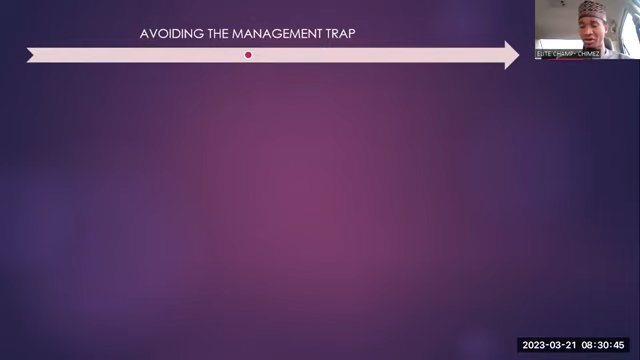 AVOIDING THE MANAGEMENT TRAP
ELITE CHAMP- CHIMEZ
2023-03-21 08:30:45